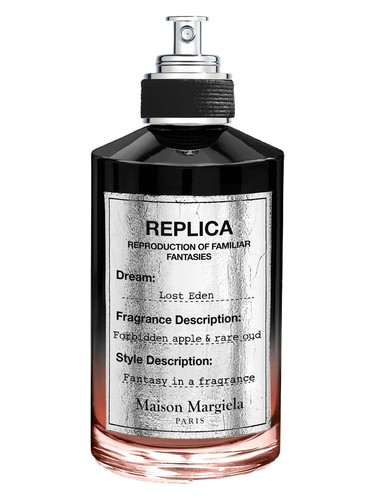 REPLICA
REPRODUCTION OF FAMILIAR
FANTASIES
Dream:
Lost Eden
Fragrance Description:
Forbidden apple & rare oud
Style Description:
Fantasy in a fragrance
Maison Margiela
PARIS